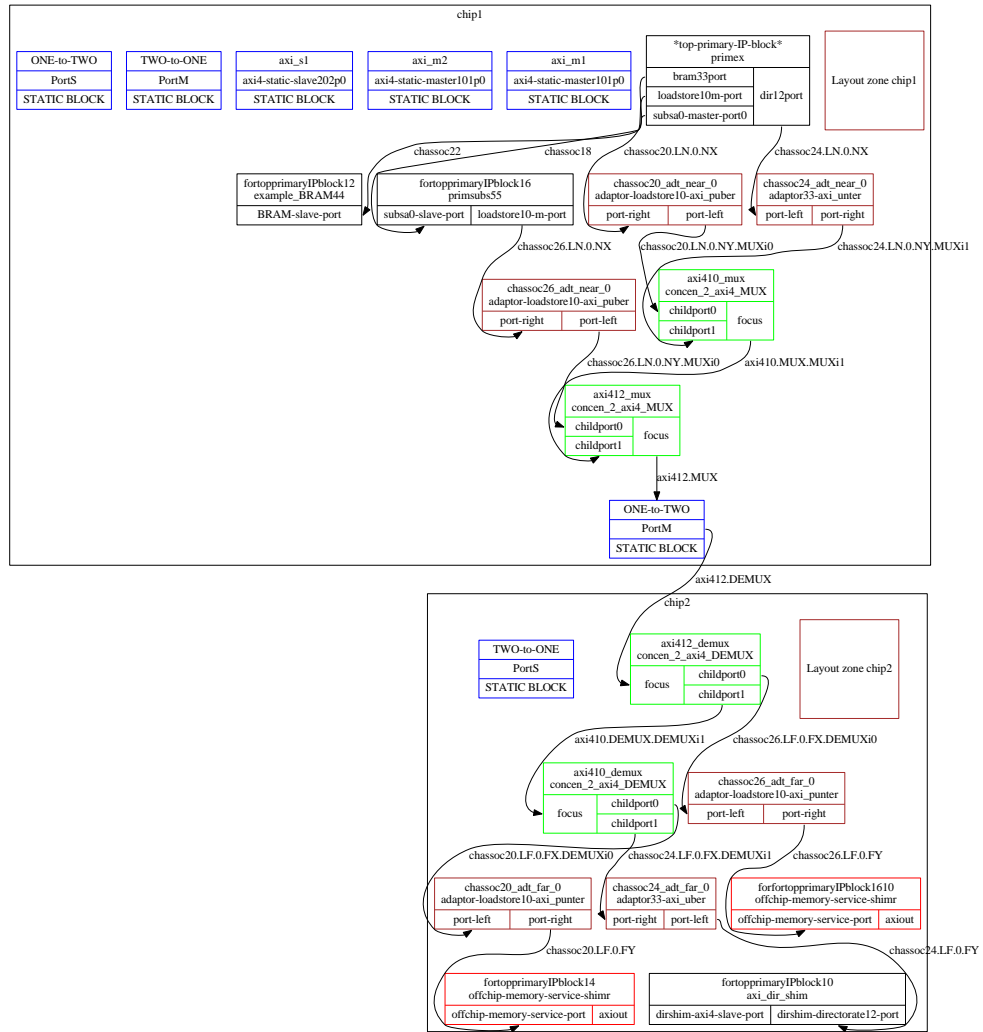 chip1
ONE-to-TWO
PortS
STATIC BLOCK
TWO-to-ONE
PortM
STATIC BLOCK
axi_s1
axi4-static-slave202p0
STATIC BLOCK
axi_m2
axi4-static-master101p0
STATIC BLOCK
axi_m1
axi4-static-master101p0
STATIC BLOCK
*top-primary-IP-block*
primex
bram33port
loadstore10m-port
subsa0-master-port0
dir12port
Layout zone chip1
chassoc22
chassoc18
chassoc20.LN.0.NX
chassoc24.LN.0.NX
fortopprimaryIPblock12
example_BRAM44
BRAM-slave-port
fortopprimaryIPblock16
primsubs55
subsa0-slave-port
loadstore10-m-port
chassoc20_adt_near_0
adaptor-loadstore10-axi_puber
port-right
port-left
chassoc24_adt_near_0
adaptor33-axi_unter
port-left
port-right
chassoc26.LN.0.NX
chassoc20.LN.0.NY.MUXi0
chassoc24.LN.0.NY.MUXi1
chassoc26_adt_near_0
adaptor-loadstore10-axi_puber
port-right
port-left
axi410_mux
concen_2_axi4_MUX
childport0
childport1
focus
chassoc26.LN.0.NY.MUXi0
axi410.MUX.MUXi1
axi412_mux
concen_2_axi4_MUX
childport0
childport1
focus
axi412.MUX
ONE-to-TWO
PortM
STATIC BLOCK
axi412.DEMUX
chip2
TWO-to-ONE
PortS
STATIC BLOCK
axi412_demux
concen_2_axi4_DEMUX
focus
childport0
childport1
Layout zone chip2
axi410.DEMUX.DEMUXi1
chassoc26.LF.0.FX.DEMUXi0
axi410_demux
concen_2_axi4_DEMUX
focus
childport0
childport1
chassoc26_adt_far_0
adaptor-loadstore10-axi_punter
port-left
port-right
chassoc20.LF.0.FX.DEMUXi0
chassoc24.LF.0.FX.DEMUXi1
chassoc26.LF.0.FY
chassoc20_adt_far_0
adaptor-loadstore10-axi_punter
port-left
port-right
chassoc24_adt_far_0
adaptor33-axi_uber
port-right
port-left
forfortopprimaryIPblock1610
offchip-memory-service-shimr
offchip-memory-service-port
axiout
chassoc20.LF.0.FY
chassoc24.LF.0.FY
fortopprimaryIPblock14
offchip-memory-service-shimr
offchip-memory-service-port
axiout
fortopprimaryIPblock10
axi_dir_shim
dirshim-axi4-slave-port
dirshim-directorate12-port